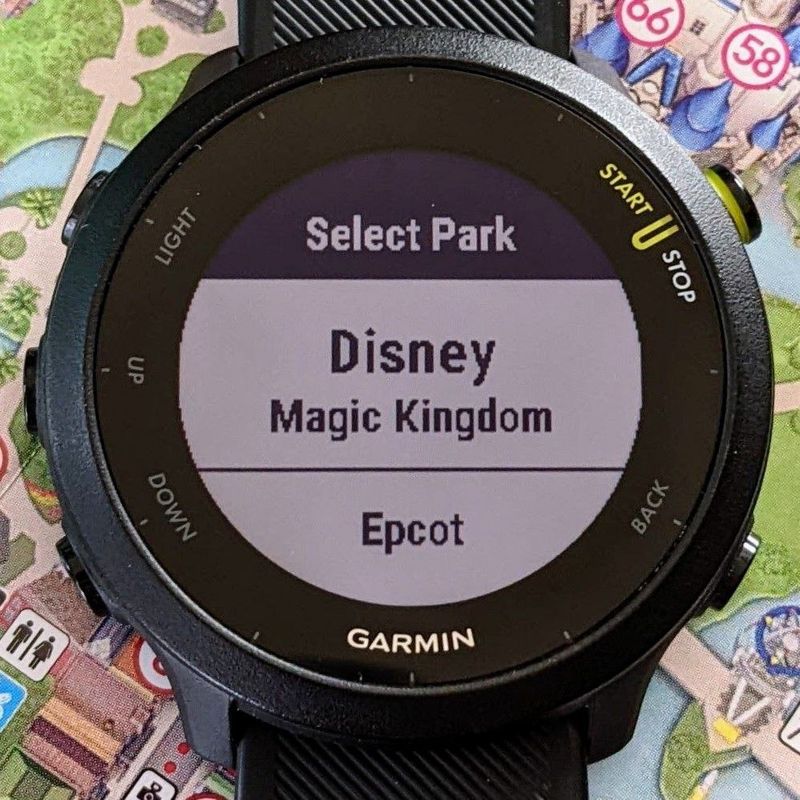 66
58
START
STOP
LIGHT
UP
DOWN
BACK
Select Park
Disney
Magic Kingdom
Epcot
GARMIN